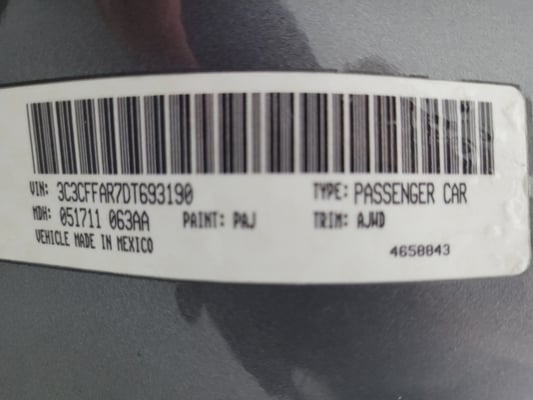 VIN: 3C3CFFAR7DT693190 TYPE: PASSENGER CAR
MDH: 051711 063AA PAINT: PAJ TRIM: AJWD
VEHICLE MADE IN MEXICO 4658843